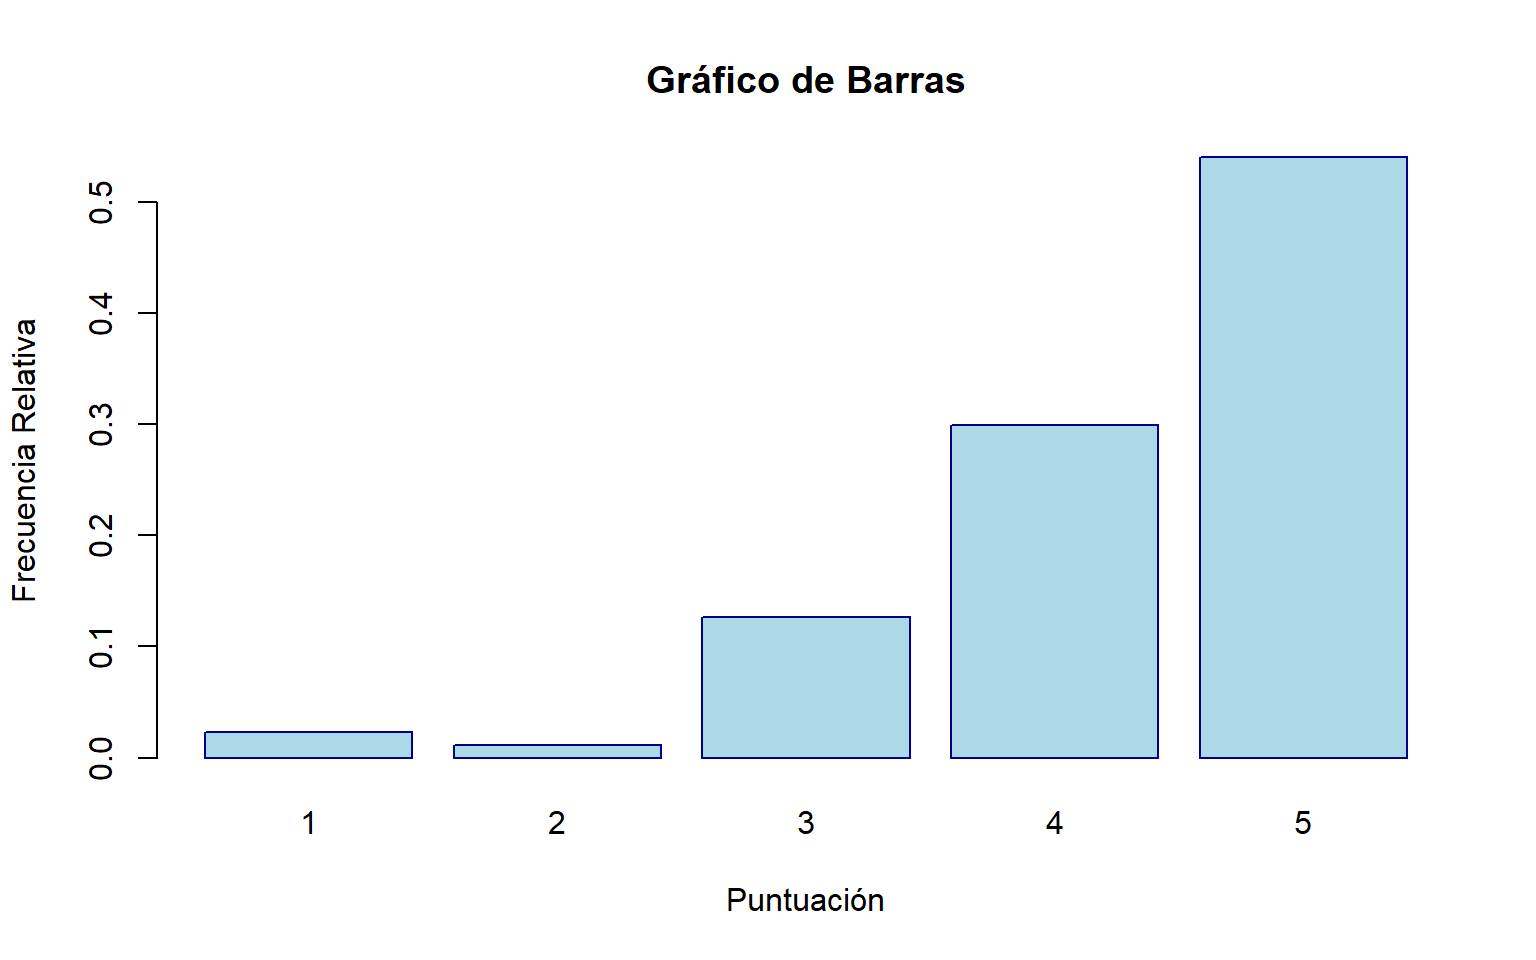 Gráfico de Barras
Frecuencia Relativa
0.5
0.4
0.3
0.2
0.1
0.0
1 2 3 4 5
Puntuación